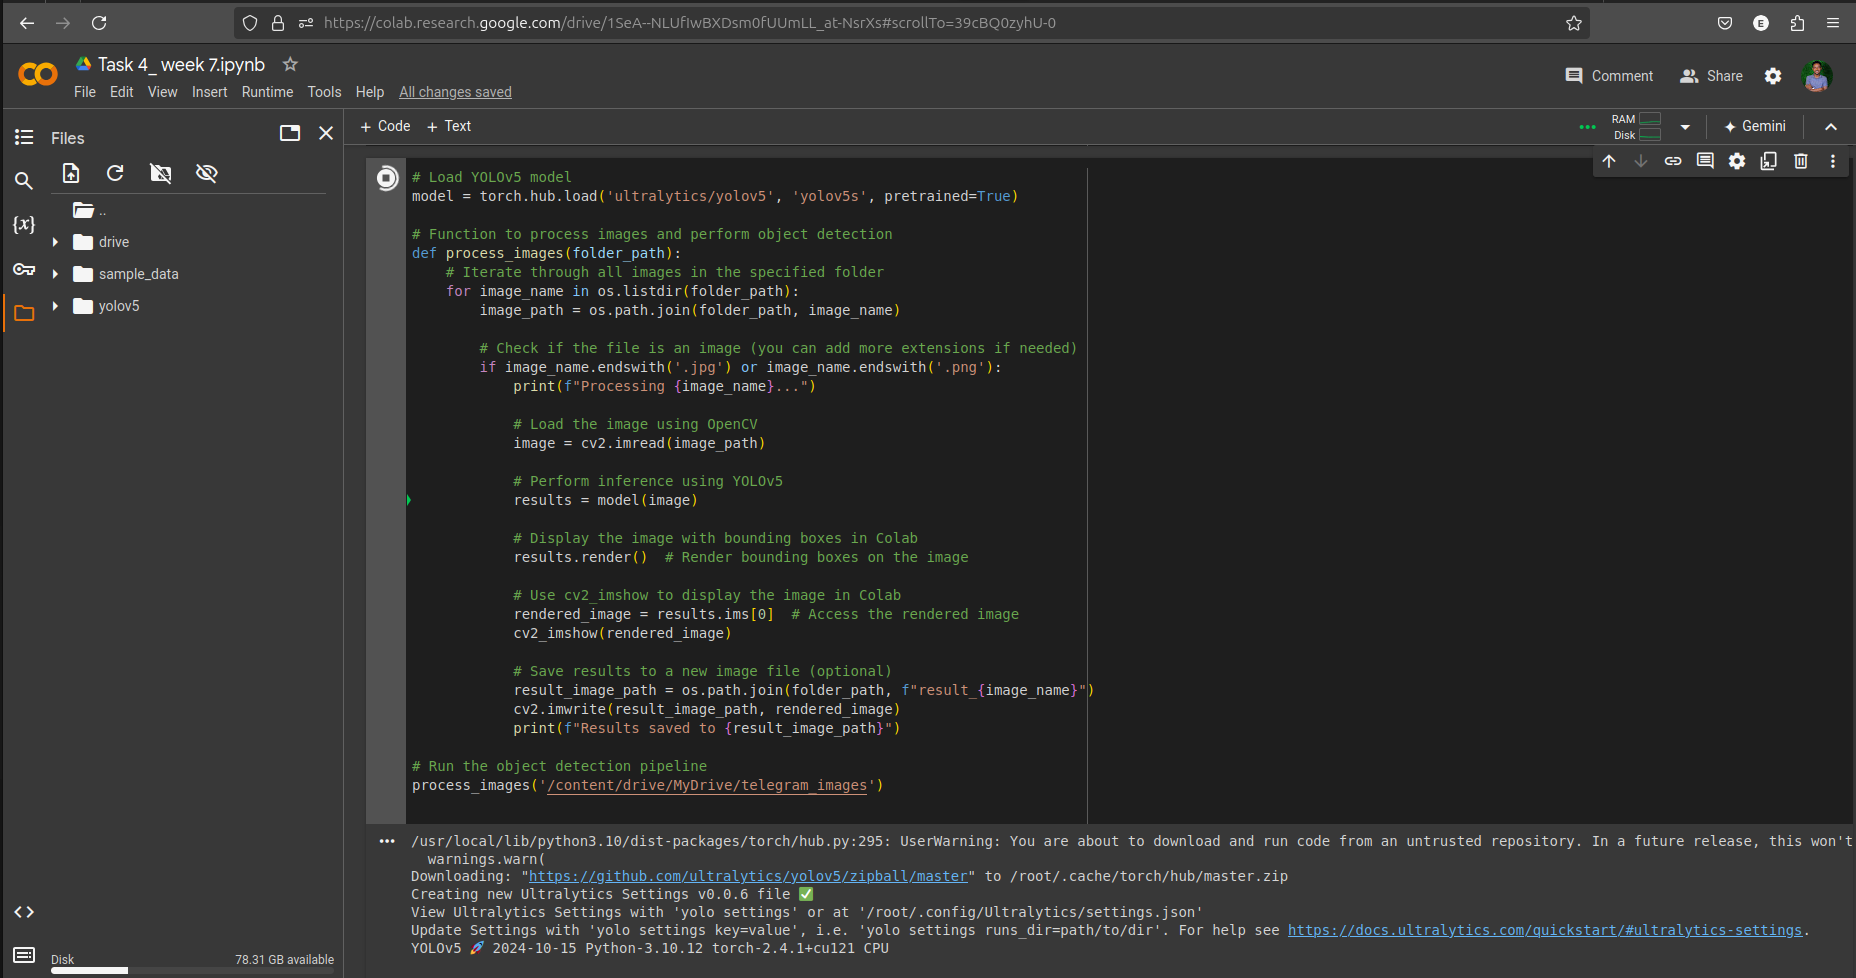 https://colab.research.google.com/drive/1SeA--NLUfIwBXDsm0fUUmLL_at-NsrXs#scrollTo=39cBQ0zyhU-0
E
CO
Task 4_ week 7.ipynb
File Edit View Insert Runtime Tools Help All changes saved
Comment
Share
Files
+ Code + Text
RAM
Disk
Gemini
..
drive
sample_data
{x}
yolov5
# Load YOLOv5 model
model = torch.hub.load('ultralytics/yolov5', 'yolov5s', pretrained=True)
# Function to process images and perform object detection
def process_images(folder_path):
    # Iterate through all images in the specified folder
    for image_name in os.listdir(folder_path):
        image_path = os.path.join(folder_path, image_name)
        # Check if the file is an image (you can add more extensions if needed)
        if image_name.endswith('.jpg') or image_name.endswith('.png'):
            print(f"Processing {image_name}...")
            # Load the image using OpenCV
            image = cv2.imread(image_path)
            # Perform inference using YOLOv5
            results = model(image)
            # Display the image with bounding boxes in Colab
            results.render()  # Render bounding boxes on the image
            # Use cv2_imshow to display the image in Colab
            rendered_image = results.ims[0]  # Access the rendered image
            cv2_imshow(rendered_image)
            # Save results to a new image file (optional)
            result_image_path = os.path.join(folder_path, f"result_{image_name}")
            cv2.imwrite(result_image_path, rendered_image)
            print(f"Results saved to {result_image_path}")
# Run the object detection pipeline
process_images('/content/drive/MyDrive/telegram_images')
/usr/local/lib/python3.10/dist-packages/torch/hub.py:295: UserWarning: You are about to download and run code from an untrusted repository. In a future release, this won't
  warnings.warn(
Downloading: "https://github.com/ultralytics/yolov5/zipball/master" to /root/.cache/torch/hub/master.zip
Creating new Ultralytics Settings v0.0.6 file ✅
View Ultralytics Settings with 'yolo settings' or at '/root/.config/Ultralytics/settings.json'
Update Settings with 'yolo settings key=value', i.e. 'yolo settings runs_dir=path/to/dir'. For help see https://docs.ultralytics.com/quickstart/#ultralytics-settings.
YOLOv5 🚀 2024-10-15 Python-3.10.12 torch-2.4.1+cu121 CPU
Disk 78.31 GB available